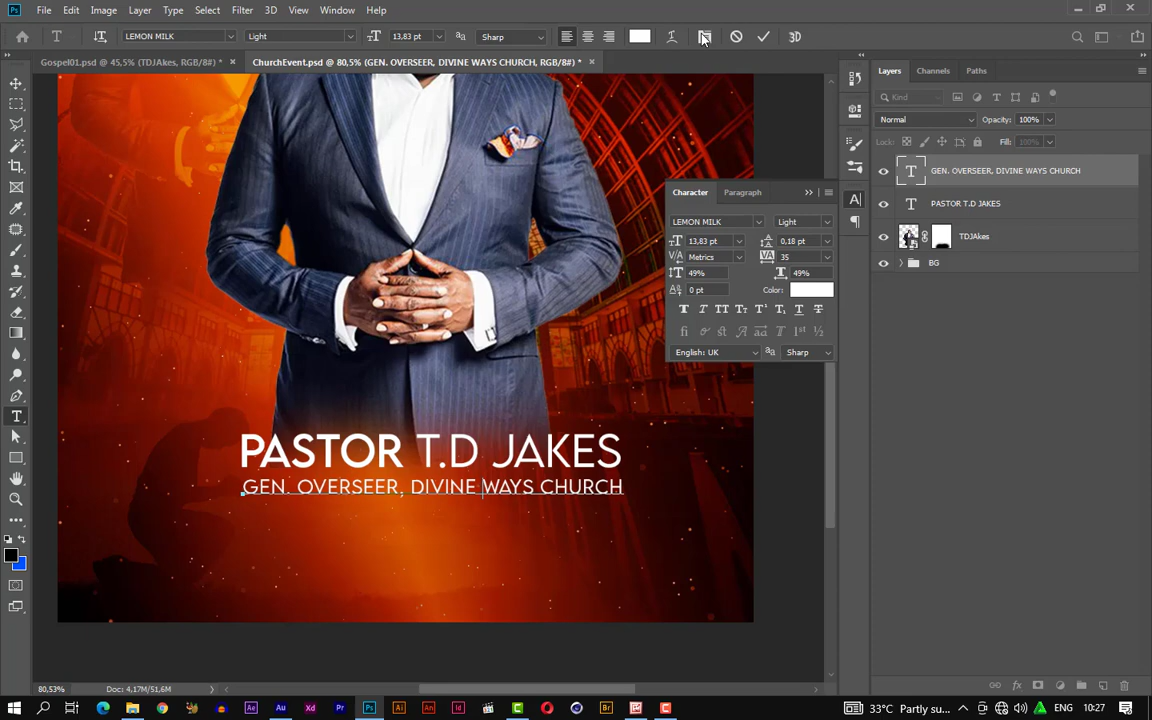 File Edit Image Layer Type Select Filter 3D View Window Help
LEMON MILK Light 13,83 pt Sharp 3D
Gospel01.psd @ 45,5% (TDJAkes, RGB/8#) *
ChurchEvent.psd @ 80,5% (GEN. OVERSEER, DIVINE WAYS CHURCH, RGB/8#) *
Layers Channels Paths
Kind
Normal Opacity: 100%
Lock: Fill: 100%
GEN. OVERSEER, DIVINE WAYS CHURCH
PASTOR T.D JAKES
TDJAkes
BG
Character Paragraph
LEMON MILK Light
13,83 pt 0,18 pt
Metrics 35
49% 49%
0 pt Color:
English: UK Sharp
PASTOR T.D JAKES
GEN. OVERSEER, DIVINE WAYS CHURCH
80,53% Doc: 4,17M/51,6M
33°C Partly su... ENG 10:27